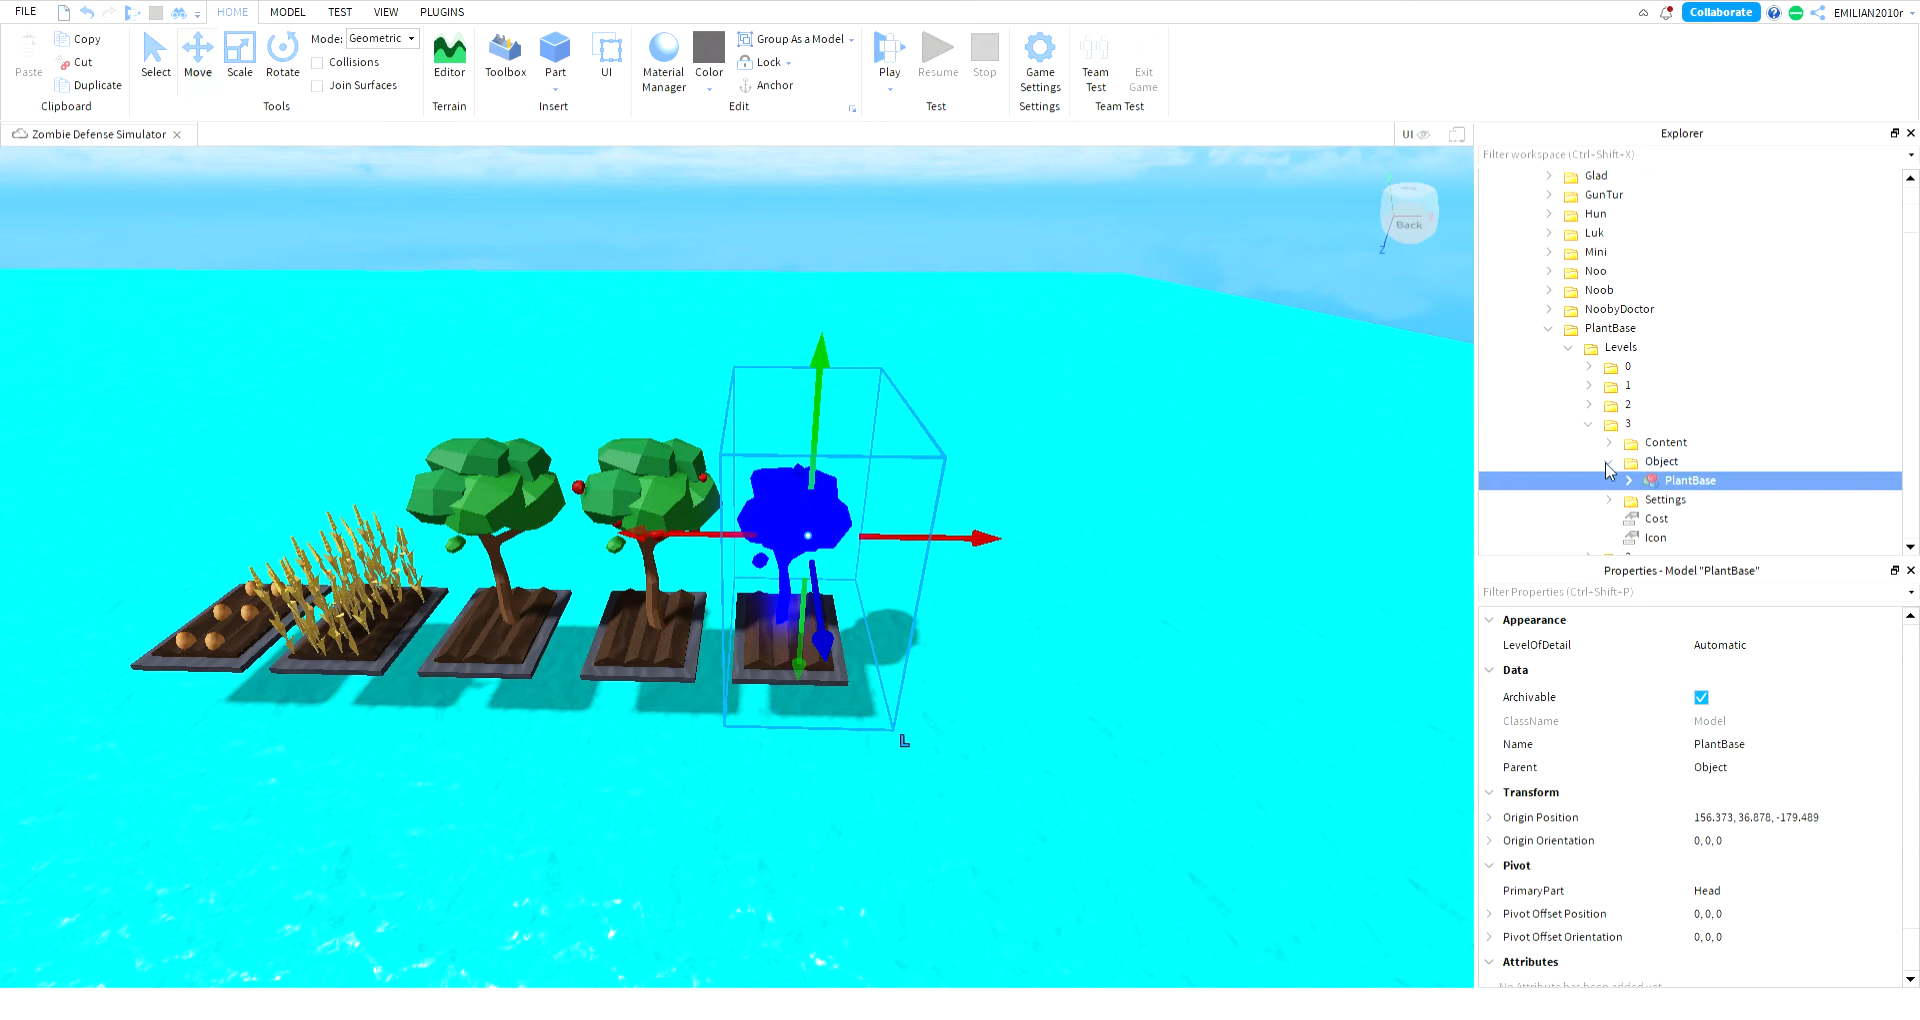 FILE HOME MODEL TEST VIEW PLUGINS Collaborate EMILIAN2010r
Copy
Cut
Duplicate
Paste
Clipboard
Select Move Scale Rotate
Mode: Geometric
Collisions
Join Surfaces
Tools
Editor
Terrain
Toolbox Part UI
Insert
Material Manager
Color
Group As a Model
Lock
Anchor
Edit
Play Resume Stop
Test
Game Settings
Settings
Team Test
Exit Game
Team Test
Zombie Defense Simulator
UI
Back
Z
L
Explorer
Filter workspace (Ctrl+Shift+X)
Glad
GunTur
Hun
Luk
Mini
Noo
Noob
NoobyDoctor
PlantBase
Levels
0
1
2
3
Content
Object
PlantBase
Settings
Cost
Icon
Properties - Model "PlantBase"
Filter Properties (Ctrl+Shift+P)
Appearance
LevelOfDetail Automatic
Data
Archivable
ClassName Model
Name PlantBase
Parent Object
Transform
Origin Position 156.373, 36.878, -179.489
Origin Orientation 0, 0, 0
Pivot
PrimaryPart Head
Pivot Offset Position 0, 0, 0
Pivot Offset Orientation 0, 0, 0
Attributes